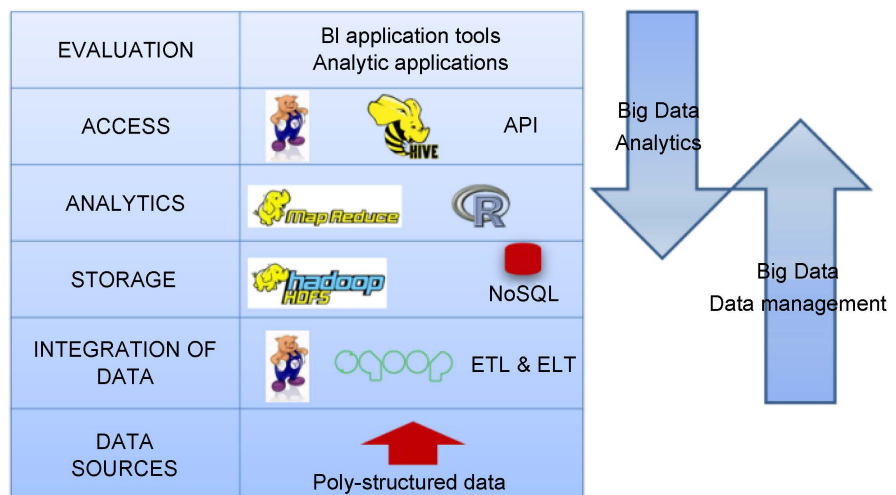 EVALUATION
BI application tools
Analytic applications
ACCESS
HIVE
API
ANALYTICS
Map Reduce
R
STORAGE
hadoop
HDFS
NoSQL
INTEGRATION OF
DATA
sqoop
ETL & ELT
DATA
SOURCES
Poly-structured data
Big Data
Analytics
Big Data
Data management